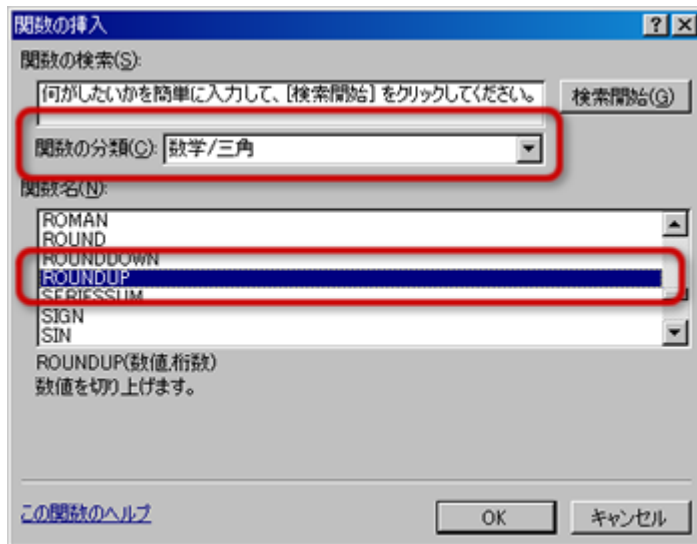 関数の挿入
関数の検索(S):
何がしたいかを簡単に入力して、[検索開始] をクリックしてください。
検索開始(G)
関数の分類(C): 数学/三角
関数名(N):
ROMAN
ROUND
ROUNDDOWN
ROUNDUP
SERIESSUM
SIGN
SIN
ROUNDUP(数値,桁数)
数値を切り上げます。
この関数のヘルプ
OK
キャンセル